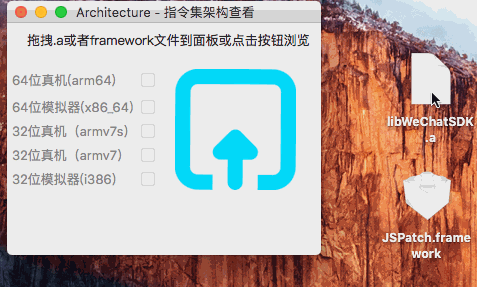 Architecture - 指令集架构查看
拖拽.a或者framework文件到面板或点击按钮浏览
64位真机(arm64)
64位模拟器(x86_64)
32位真机（armv7s）
32位真机（armv7）
32位模拟器(i386)
libWeChatSDK
.a
JSPatch.frame
work